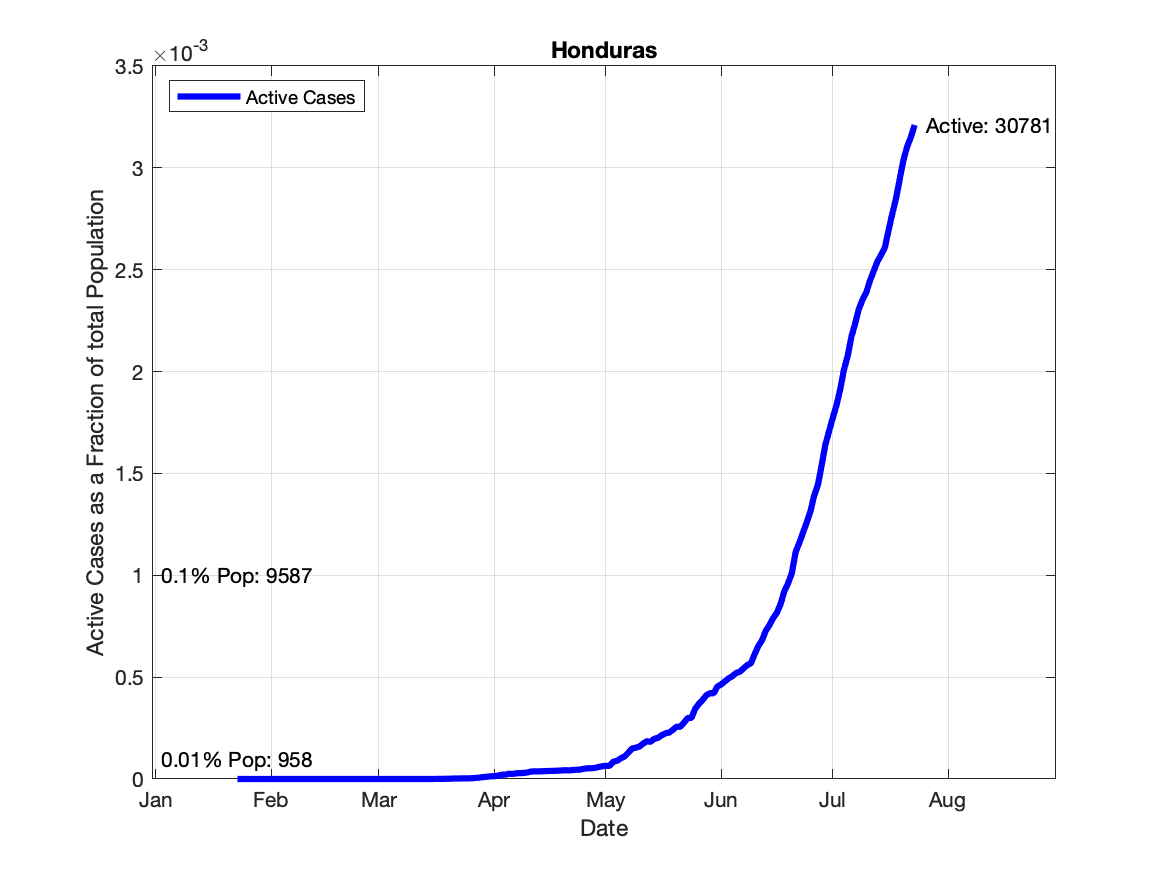 Honduras
×10-3
3.5
3
2.5
2
1.5
1
0.5
0
Active Cases
Active: 30781
0.1% Pop: 9587
0.01% Pop: 958
Active Cases as a Fraction of total Population
Jan Feb Mar Apr May Jun Jul Aug
Date